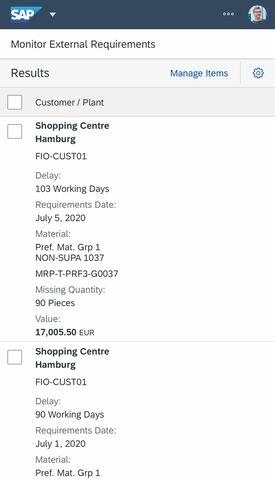 SAP
Monitor External Requirements
Results
Manage Items
Customer / Plant
Shopping Centre
Hamburg
FIO-CUST01
Delay:
103 Working Days
Requirements Date:
July 5, 2020
Material:
Pref. Mat. Grp 1
NON-SUPA 1037
MRP-T-PRF3-G0037
Missing Quantity:
90 Pieces
Value:
17,005.50 EUR
Shopping Centre
Hamburg
FIO-CUST01
Delay:
90 Working Days
Requirements Date:
July 1, 2020
Material:
Pref. Mat. Grp 1